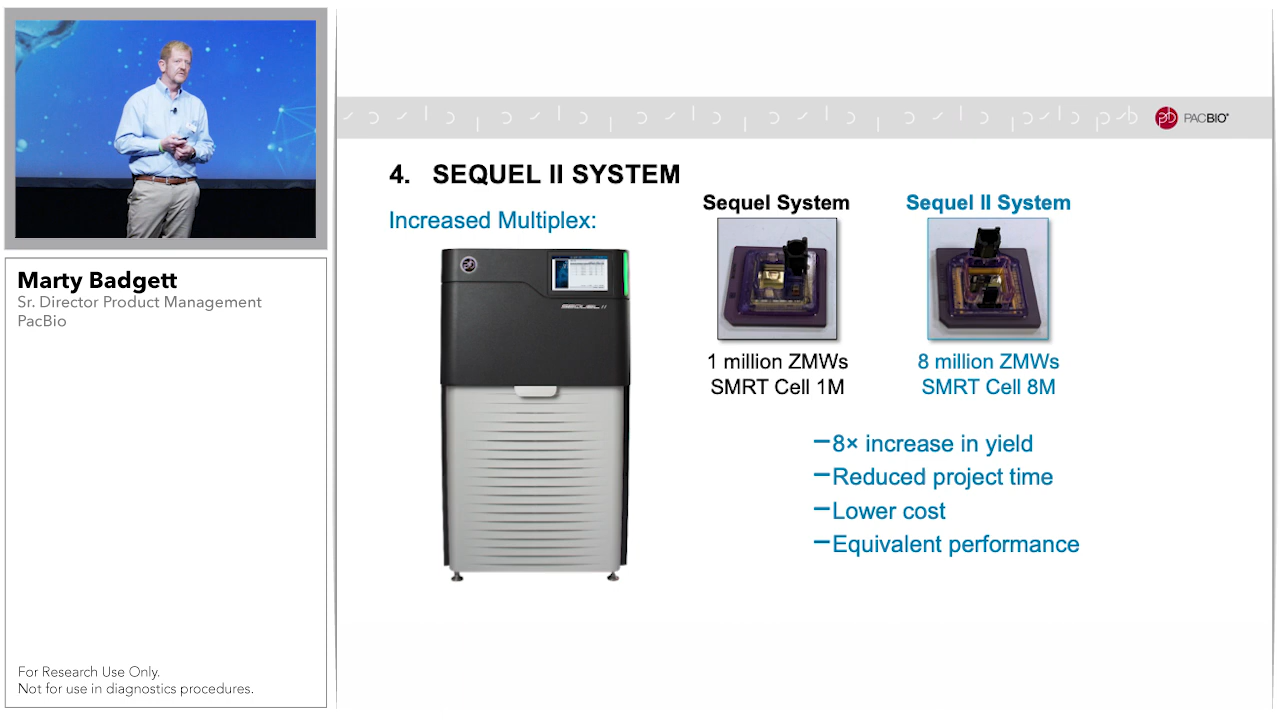 Marty Badgett
Sr. Director Product Management
PacBio
For Research Use Only.
Not for use in diagnostics procedures.
PACBIO®
4. SEQUEL II SYSTEM
Increased Multiplex:
SEQUEL II
Sequel System
1 million ZMWs
SMRT Cell 1M
Sequel II System
8 million ZMWs
SMRT Cell 8M
–8× increase in yield
–Reduced project time
–Lower cost
–Equivalent performance